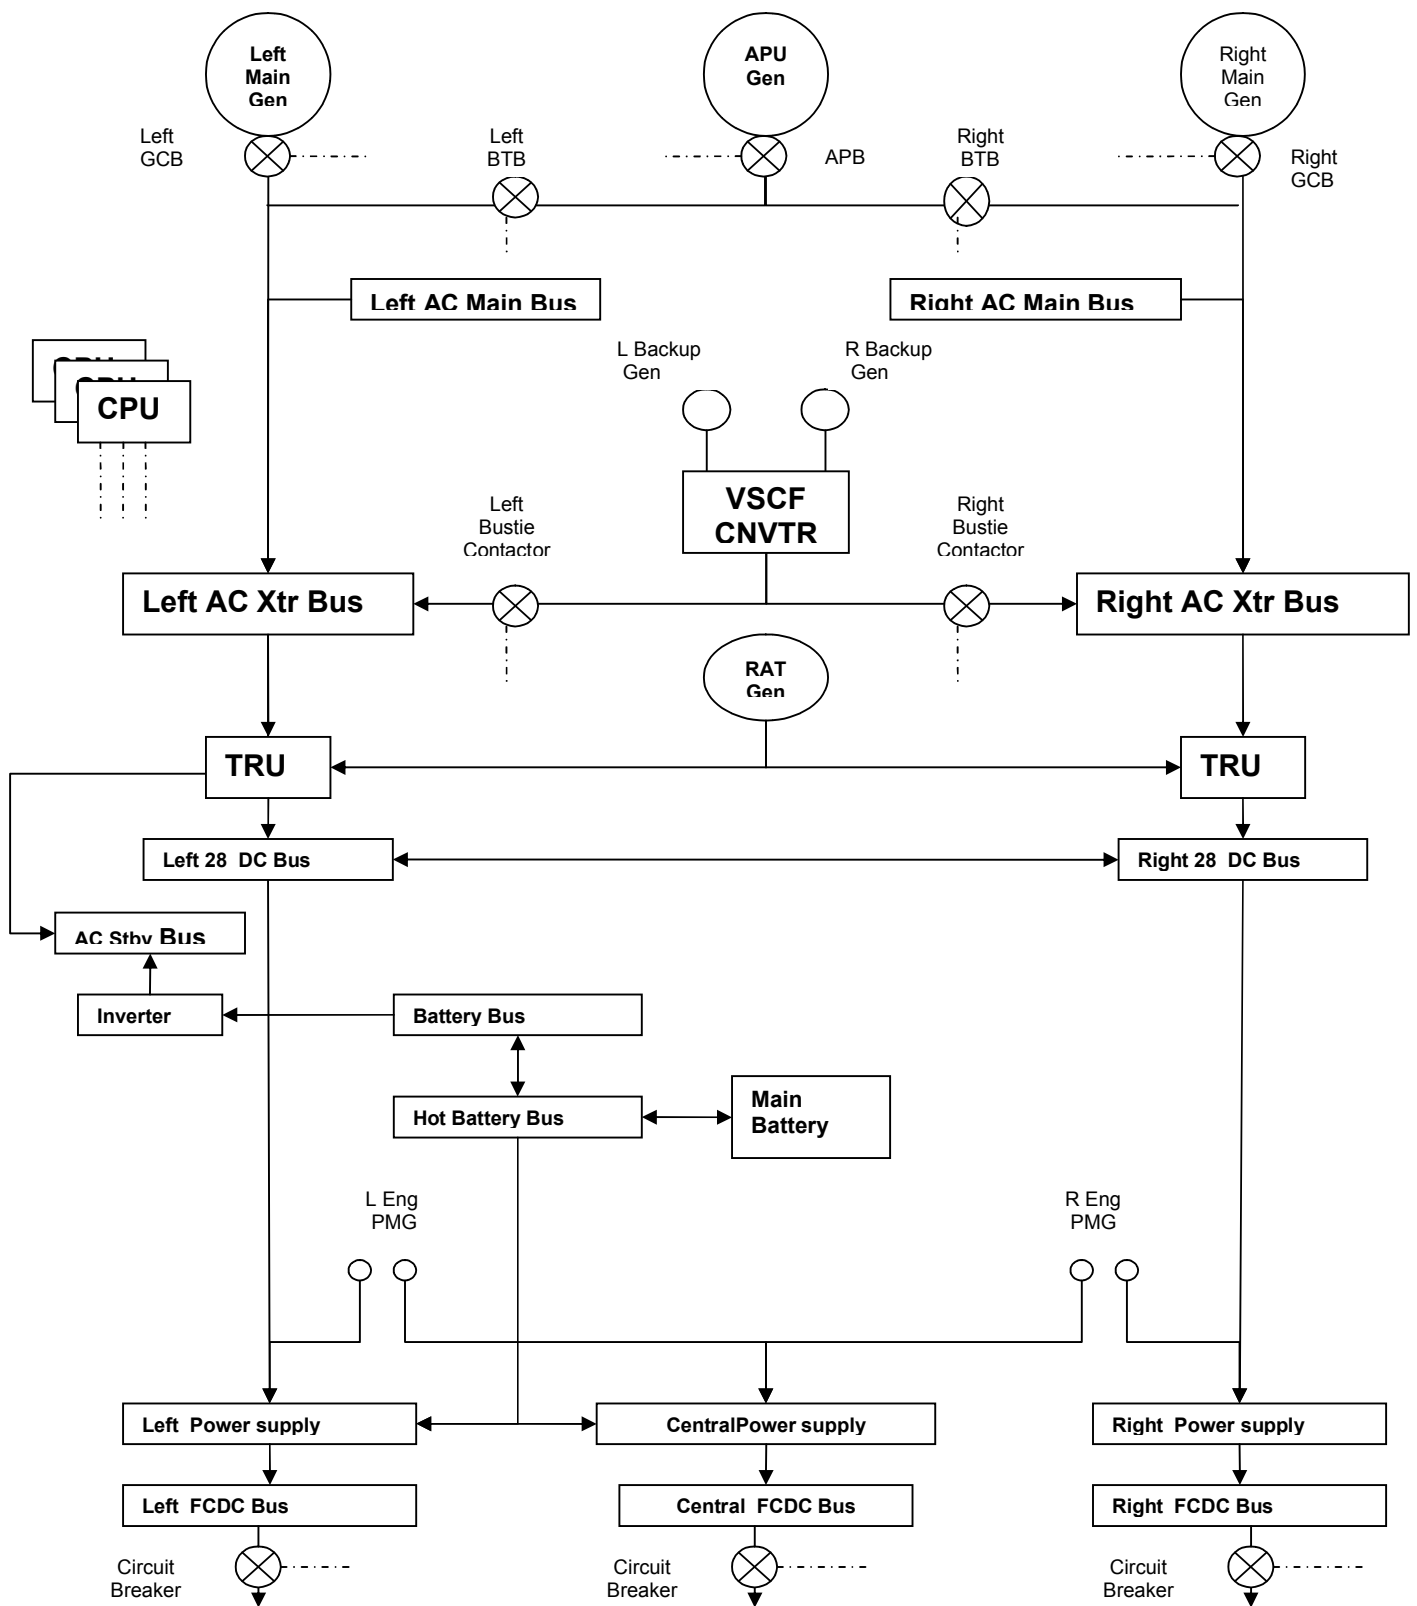 Left
Main
Gen
APU
Gen
Right
Main
Gen
Left
GCB
Left
BTB
APB
Right
BTB
Right
GCB
Left AC Main Bus
Right AC Main Bus
L Backup
Gen
R Backup
Gen
CPU
CPU
CPU
VSCF
CNVTR
Left
Bustie
Contactor
Right
Bustie
Contactor
Left AC Xtr Bus
Right AC Xtr Bus
RAT
Gen
TRU
TRU
Left 28 DC Bus
Right 28 DC Bus
AC Stby Bus
Inverter
Battery Bus
Hot Battery Bus
Main
Battery
L Eng
PMG
R Eng
PMG
Left Power supply
CentralPower supply
Right Power supply
Left FCDC Bus
Central FCDC Bus
Right FCDC Bus
Circuit
Breaker
Circuit
Breaker
Circuit
Breaker